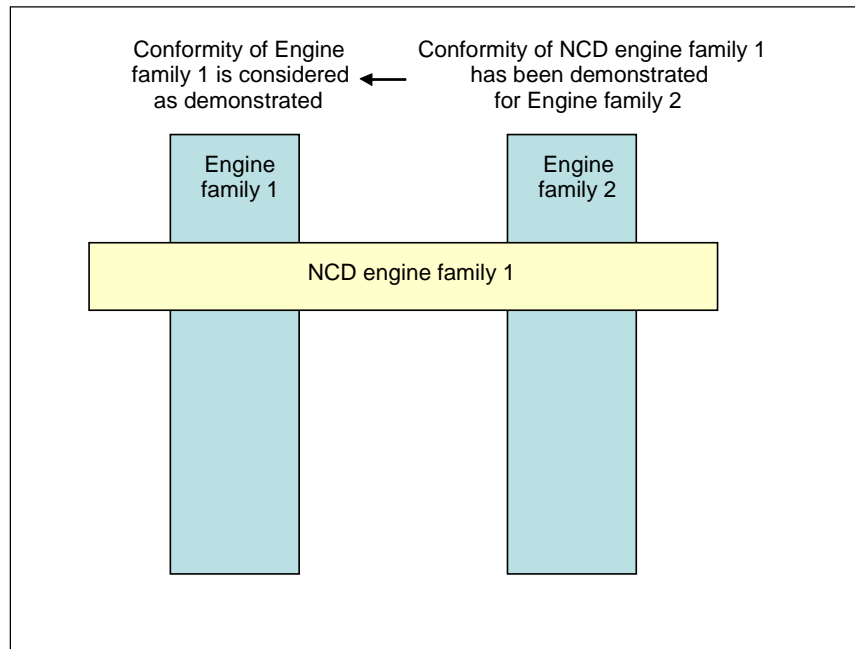 Conformity of Engine
family 1 is considered
as demonstrated
Conformity of NCD engine family 1
has been demonstrated
for Engine family 2
Engine
family 1
Engine
family 2
NCD engine family 1